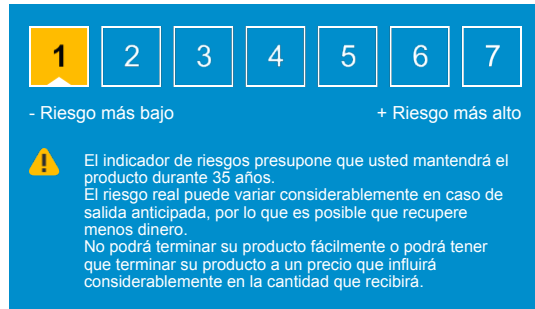 1 2 3 4 5 6 7
- Riesgo más bajo + Riesgo más alto
El indicador de riesgos presupone que usted mantendrá el
producto durante 35 años.
El riesgo real puede variar considerablemente en caso de
salida anticipada, por lo que es posible que recupere
menos dinero.
No podrá terminar su producto fácilmente o podrá tener
que terminar su producto a un precio que influirá
considerablemente en la cantidad que recibirá.